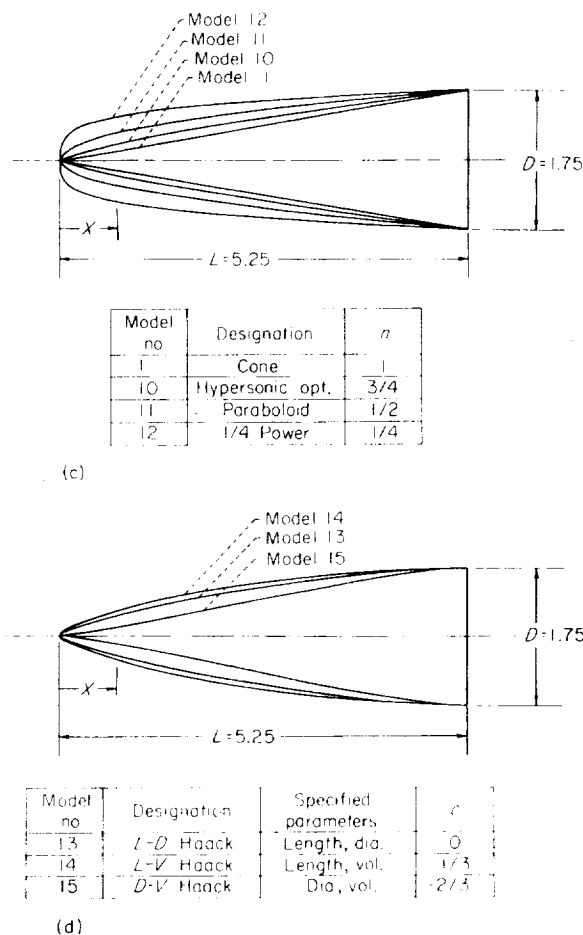 Model 12
Model 11
Model 10
Model 1
D=1.75
X
L=5.25
Model no Designation n
1 Cone 1
10 Hypersonic opt. 3/4
11 Paraboloid 1/2
12 1/4 Power 1/4
(c)
Model 14
Model 13
Model 15
D=1.75
X
L=5.25
Model no Designation Specified parameters
13 L-D Haack Length, dia. 0
14 L-V Haack Length, vol. 1/3
15 D-V Haack Dia, vol. -2/3
(d)